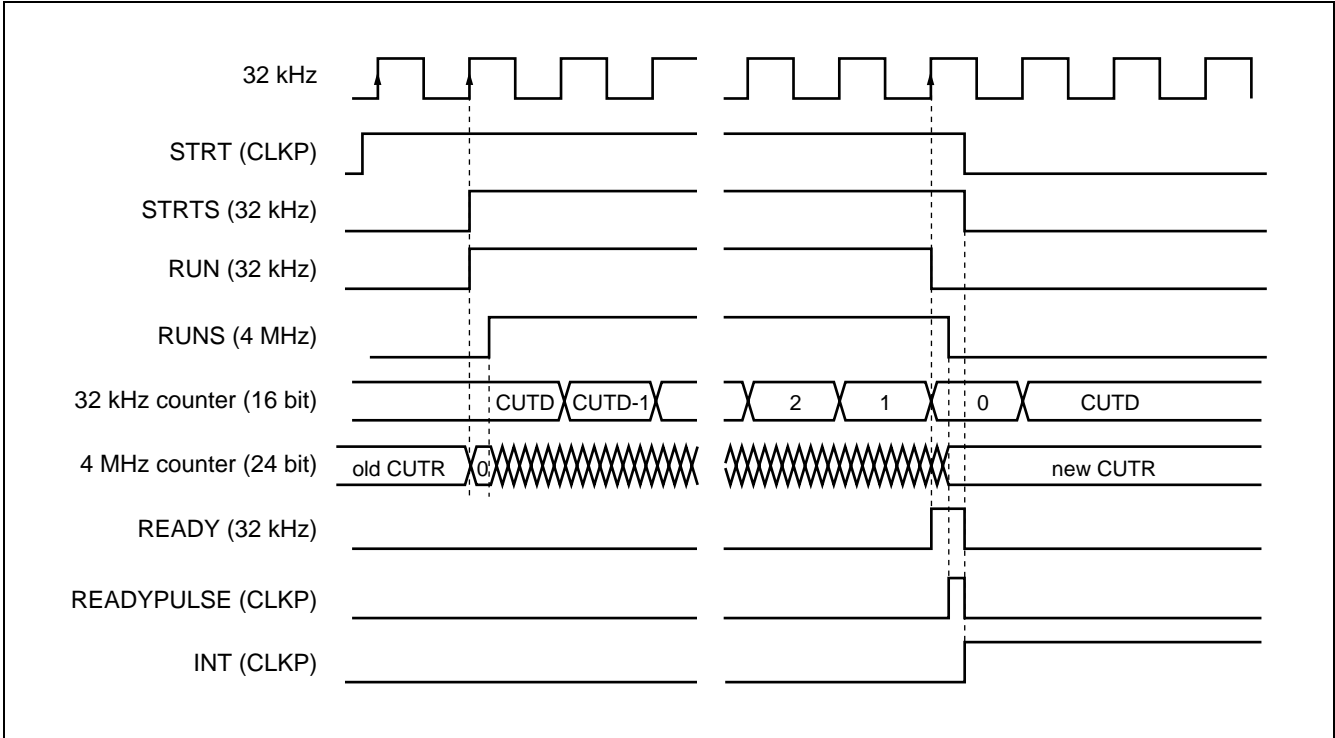 32 kHz
STRT (CLKP)
STRTS (32 kHz)
RUN (32 kHz)
RUNS (4 MHz)
32 kHz counter (16 bit) CUTD CUTD-1 2 1 0 CUTD
4 MHz counter (24 bit) old CUTR 0 new CUTR
READY (32 kHz)
READYPULSE (CLKP)
INT (CLKP)